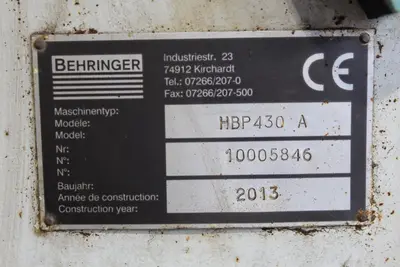 BEHRINGER
Industriestr. 23
74912 Kirchardt
Tel.: 07266/207-0
Fax: 07266/207-500
CE
Maschinentyp:
Modèle:
Model:
HBP430 A
Nr:
N°:
N°:
10005846
Baujahr:
Année de construction:
Construction year:
2013